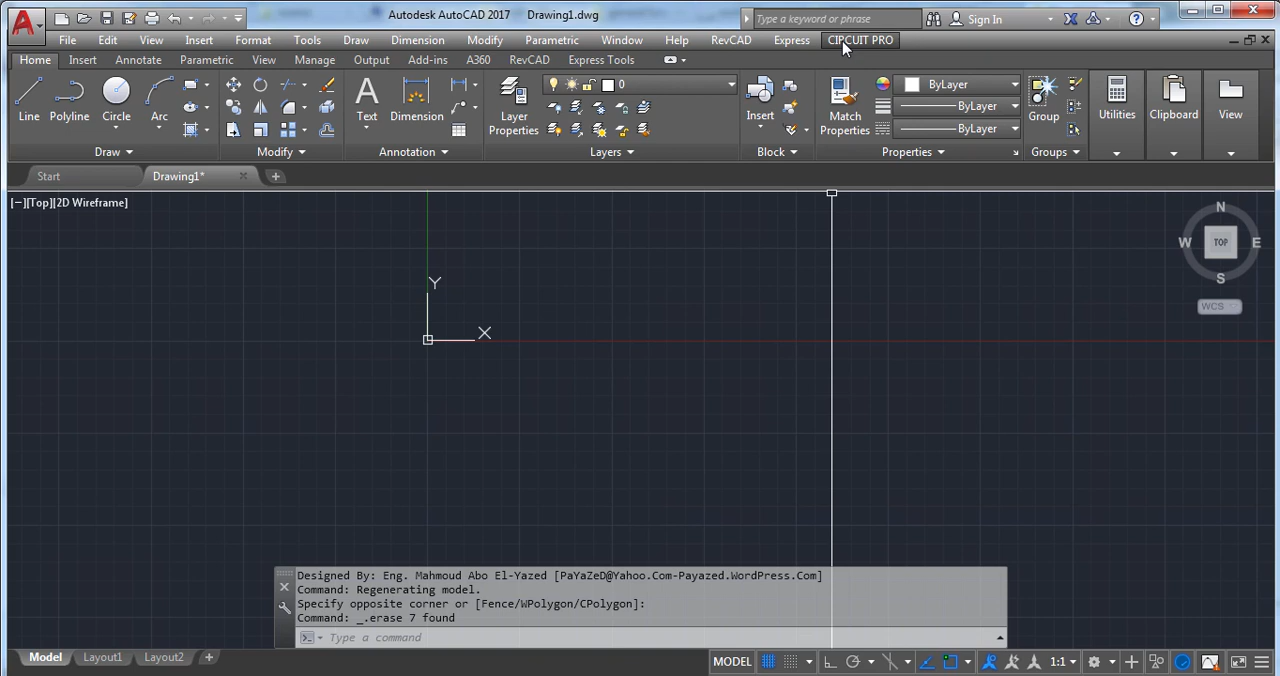 Autodesk AutoCAD 2017 Drawing1.dwg Type a keyword or phrase Sign In
File Edit View Insert Format Tools Draw Dimension Modify Parametric Window Help RevCAD Express CIRCUIT PRO
Home Insert Annotate Parametric View Manage Output Add-ins A360 RevCAD Express Tools
Line Polyline Circle Arc Text Dimension Layer Properties 0 Insert Match Properties ByLayer ByLayer ByLayer Group Utilities Clipboard View
Draw Modify Annotation Layers Block Properties Groups
Start Drawing1*
[−][Top][2D Wireframe]
N
W TOP E
S
WCS
Y
X
Designed By: Eng. Mahmoud Abo El-Yazed [PaYaZeD@Yahoo.Com-Payazed.WordPress.Com]
Command: Regenerating model.
Specify opposite corner or [Fence/WPolygon/CPolygon]:
Command: _.erase 7 found
Type a command
Model Layout1 Layout2 + MODEL 1:1